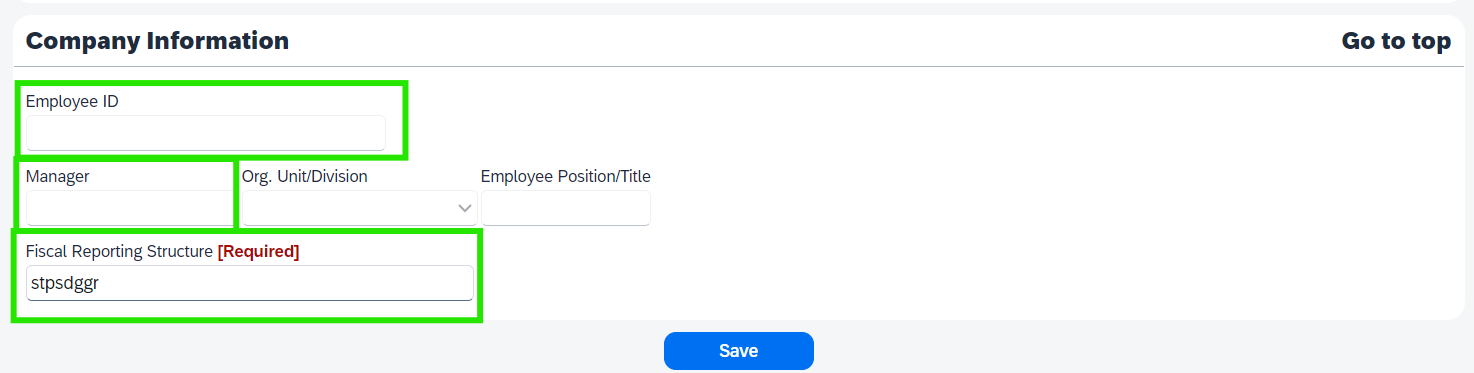 Company Information
Go to top
Employee ID
Manager
Org. Unit/Division
Employee Position/Title
Fiscal Reporting Structure [Required]
stpsdggr
Save